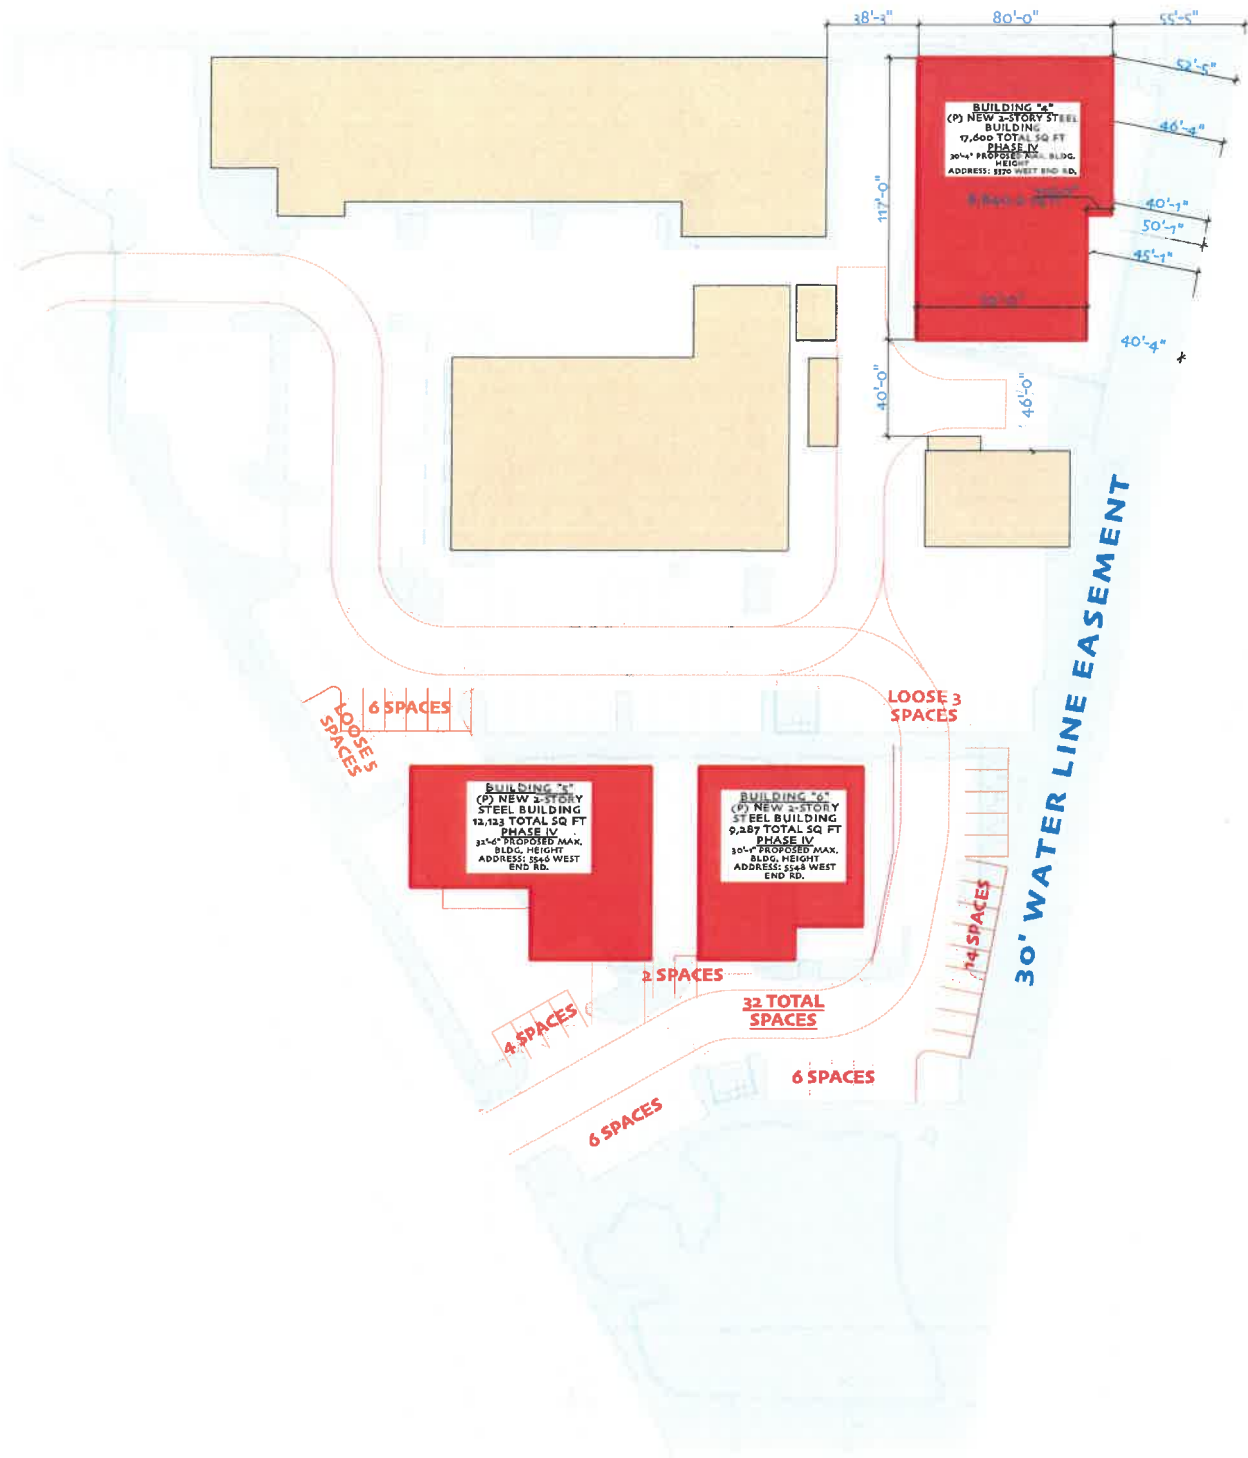 38'-3" 80'-0" 55'-5"
52'-5"
46'-4"
BUILDING "4"
(P) NEW 2-STORY STEEL
BUILDING
17,600 TOTAL SQ FT
PHASE IV
30'-4" PROPOSED MAX. BLDG.
HEIGHT
ADDRESS: 5570 WEST END RD.
117'-0"
40'-1"
50'-1"
45'-1"
40'-4"
40'-0"
46'-0"
30' WATER LINE EASEMENT
6 SPACES
LOOSE 5
SPACES
LOOSE 3
SPACES
BUILDING "5"
(P) NEW 2-STORY
STEEL BUILDING
12,123 TOTAL SQ FT
PHASE IV
32'-6" PROPOSED MAX.
BLDG. HEIGHT
ADDRESS: 5546 WEST
END RD.
BUILDING "6"
(P) NEW 2-STORY
STEEL BUILDING
9,287 TOTAL SQ FT
PHASE IV
30'-1" PROPOSED MAX.
BLDG. HEIGHT
ADDRESS: 5548 WEST
END RD.
14 SPACES
2 SPACES
32 TOTAL
SPACES
4 SPACES
6 SPACES
6 SPACES